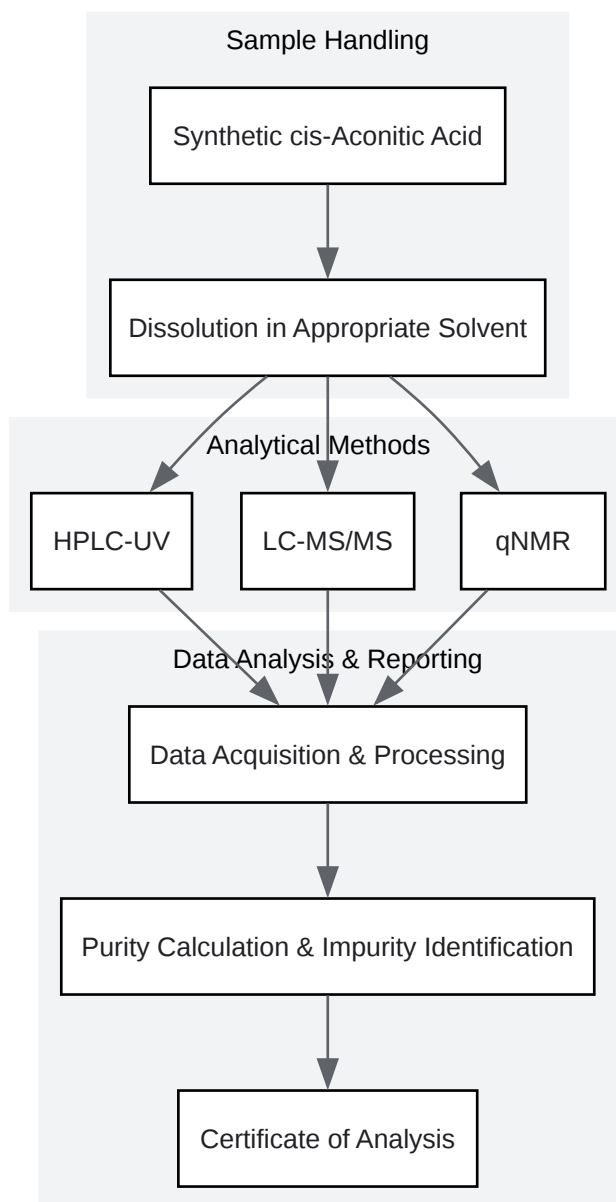 Sample Handling
Synthetic cis-Aconitic Acid
Dissolution in Appropriate Solvent
Analytical Methods
HPLC-UV
LC-MS/MS
qNMR
Data Analysis & Reporting
Data Acquisition & Processing
Purity Calculation & Impurity Identification
Certificate of Analysis